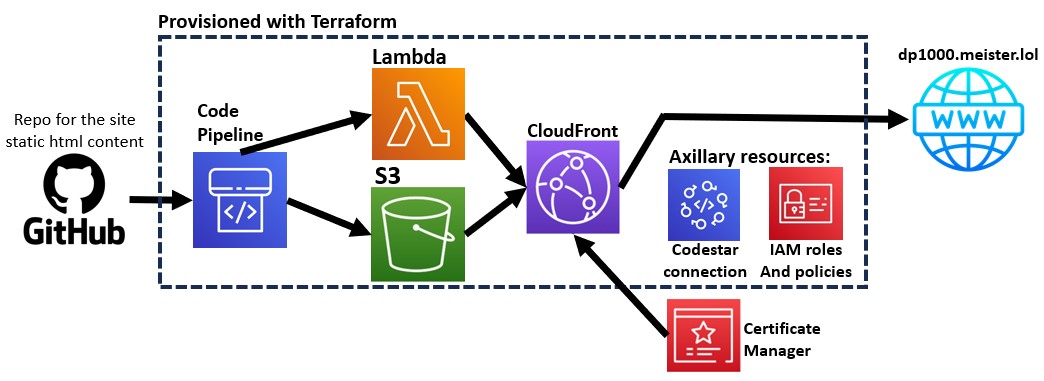 Provisioned with Terraform
Repo for the site
static html content
GitHub
Code
Pipeline
</>
Lambda
S3
CloudFront
dp1000.meister.lol
WWW
Axillary resources:
</>
Codestar
connection
IAM roles
And policies
Certificate
Manager